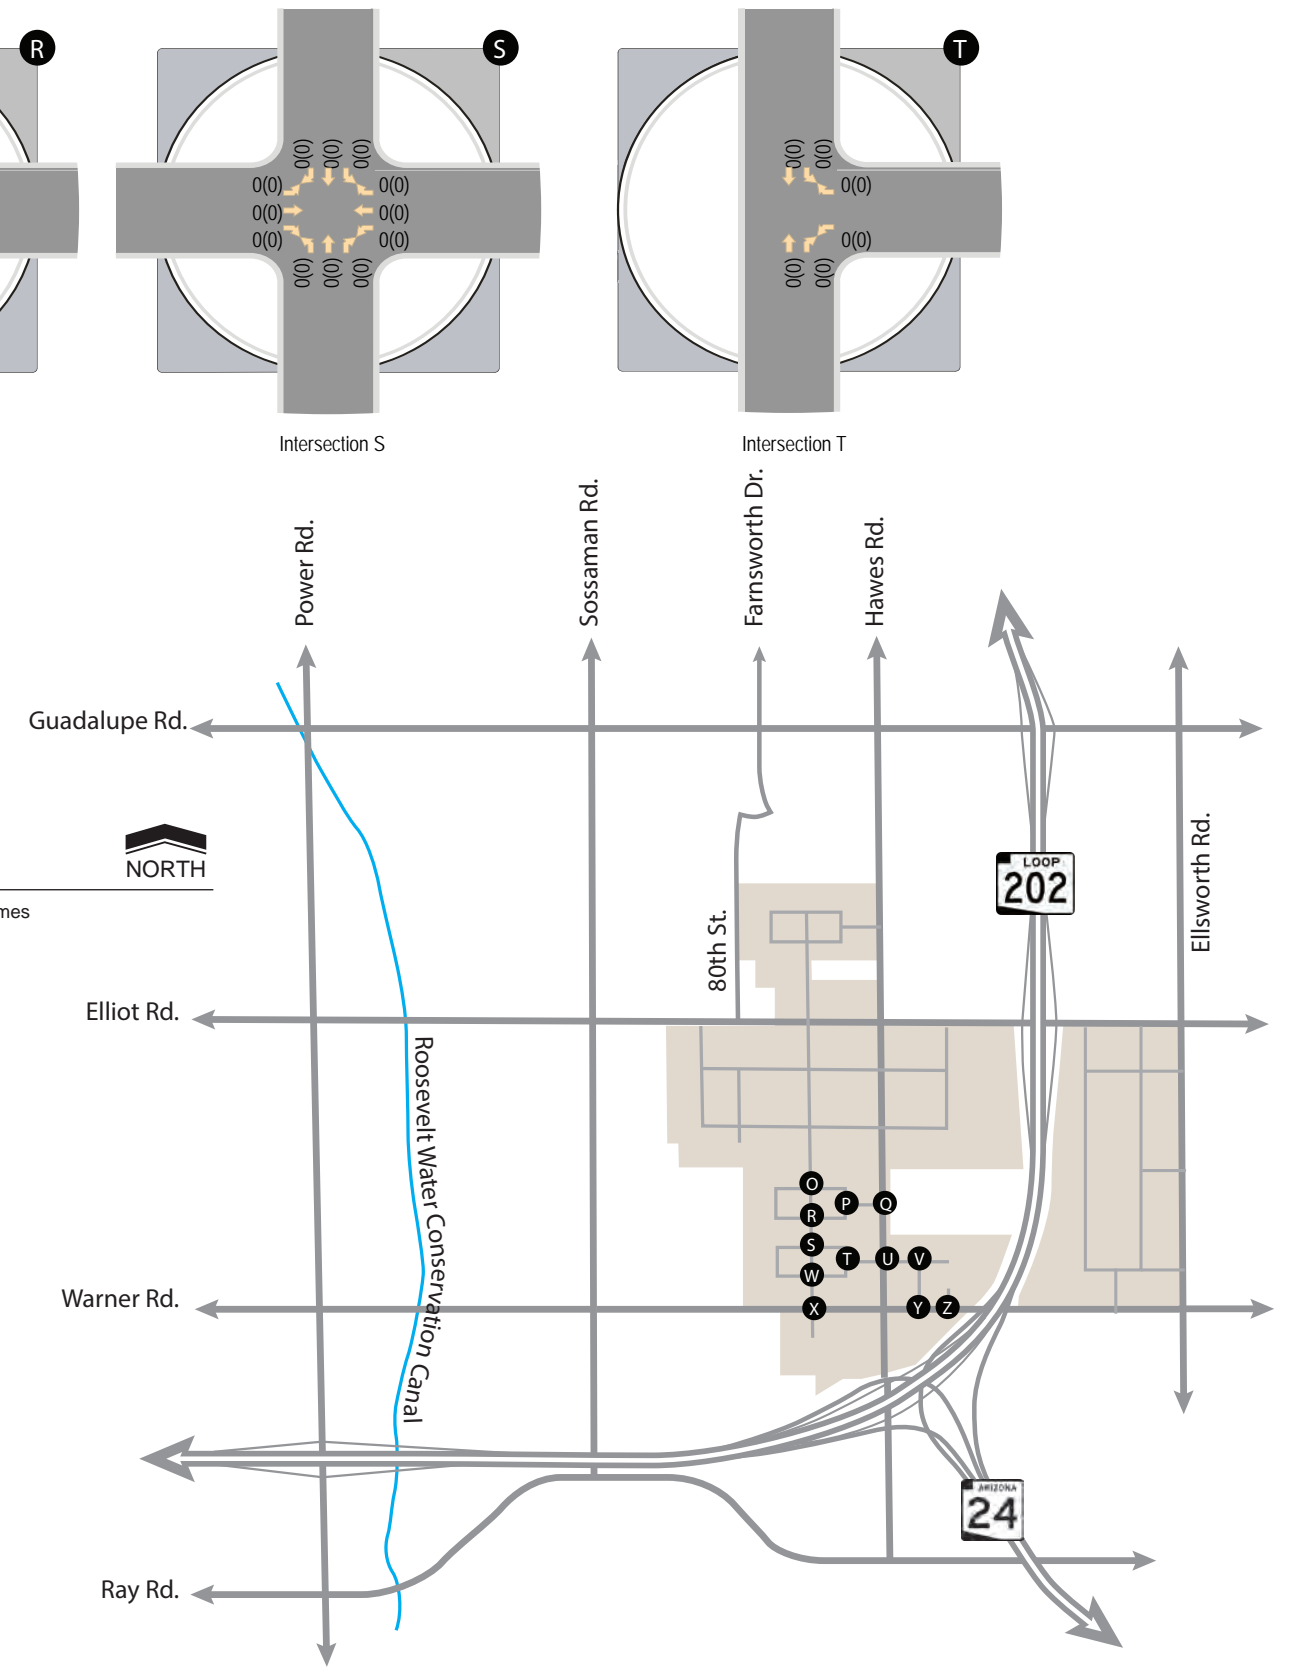 R
S
T
0(0) 0(0) 0(0)
0(0) 0(0)
0(0) 0(0)
0(0) 0(0)
0(0) 0(0) 0(0)
0(0) 0(0)
0(0)
0(0)
0(0) 0(0)
Intersection S
Intersection T
Power Rd.
Sossaman Rd.
Farnsworth Dr.
Hawes Rd.
Guadalupe Rd.
NORTH
mes
LOOP
202
Ellsworth Rd.
80th St.
Elliot Rd.
Roosevelt Water Conservation Canal
O
P
Q
R
S
T
U
V
W
X
Y
Z
Warner Rd.
ARIZONA
24
Ray Rd.